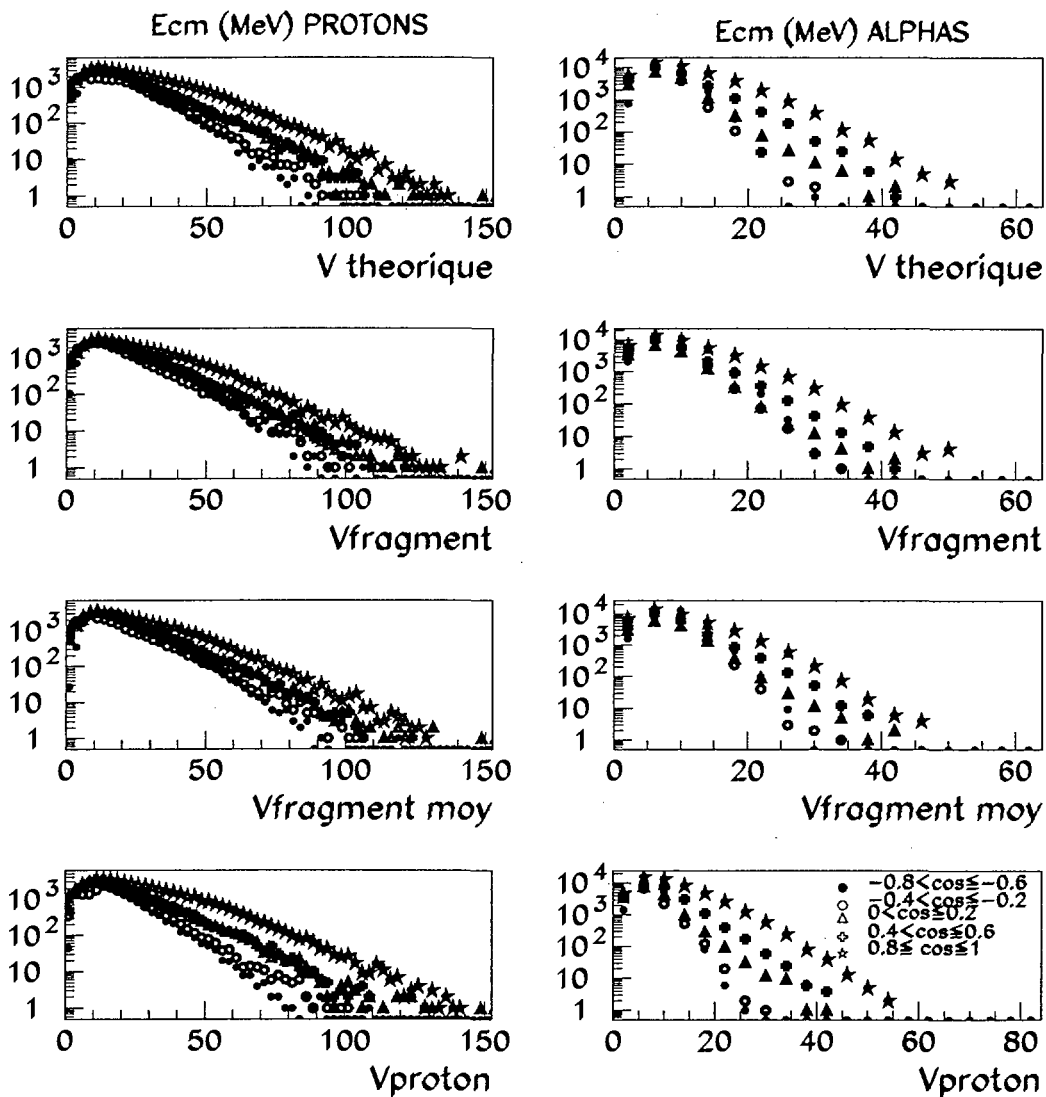 Ecm (MeV) PROTONS
10³
10²
10
1
0 50 100 150
V theorique
Ecm (MeV) ALPHAS
10⁴
10³
10²
10
1
0 20 40 60
V theorique
10³
10²
10
1
0 50 100 150
Vfragment
10⁴
10³
10²
10
1
0 20 40 60
Vfragment
10³
10²
10
1
0 50 100 150
Vfragment moy
10⁴
10³
10²
10
1
0 20 40 60
Vfragment moy
10³
10²
10
1
0 50 100 150
Vproton
10⁴
10³
10²
10
1
−0.8<cos≤−0.6
−0.4<cos≤−0.2
0<cos≤0.2
0.4<cos≤0.6
0.8≤ cos≤1
0 20 40 60 80
Vproton